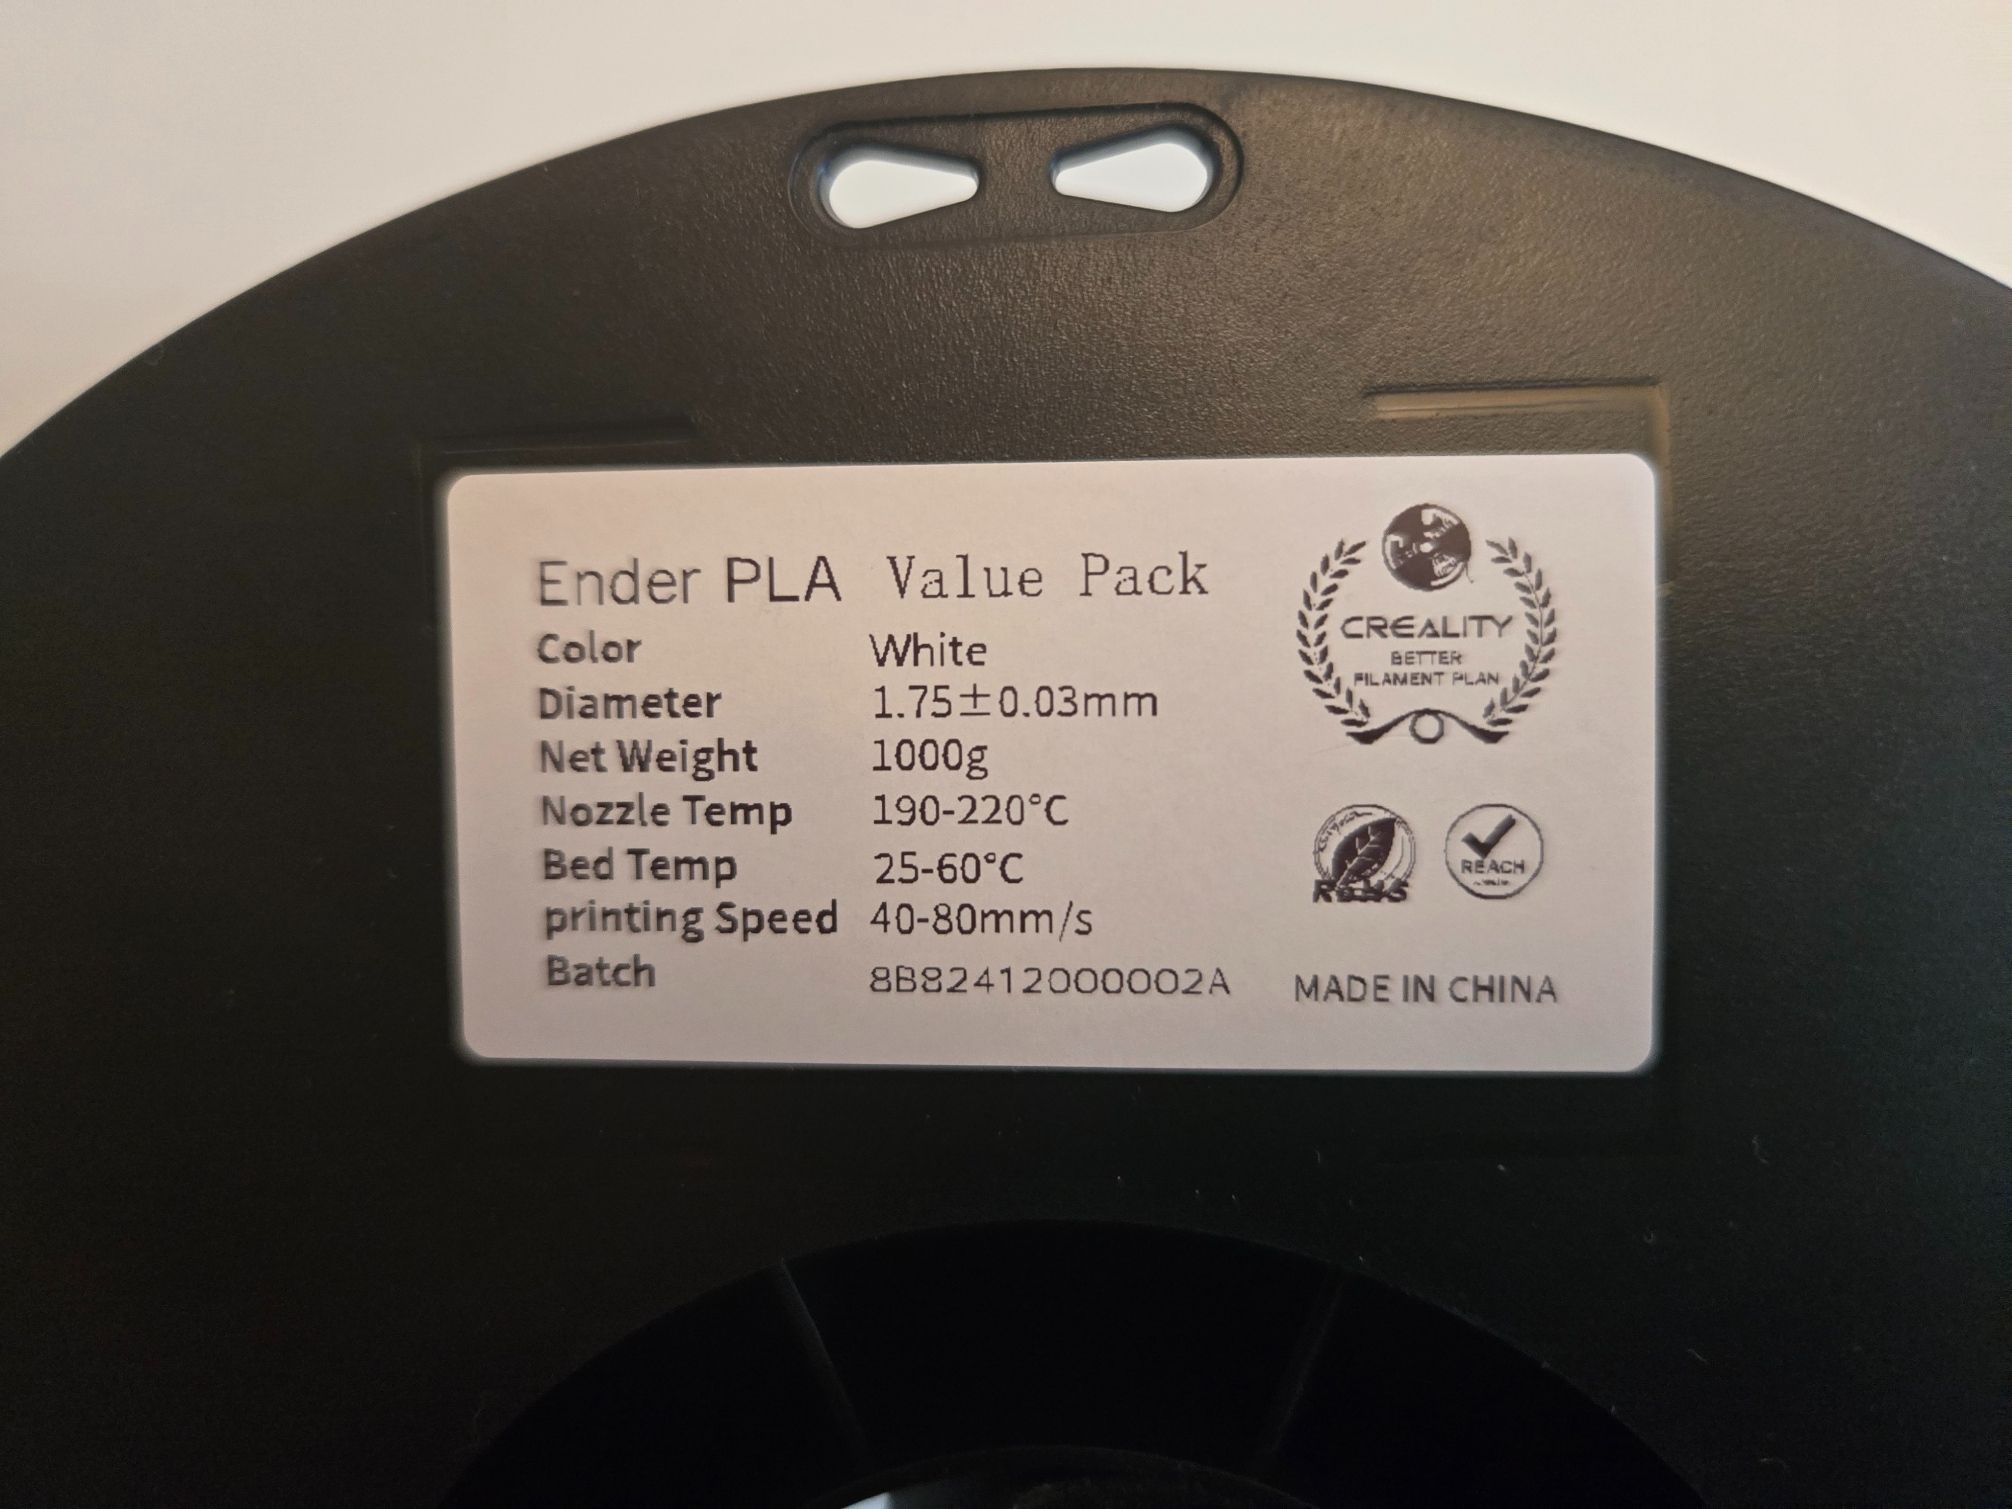 Ender PLA Value Pack
Color White
Diameter 1.75±0.03mm
Net Weight 1000g
Nozzle Temp 190-220°C
Bed Temp 25-60°C
printing Speed 40-80mm/s
Batch 8B82412000002A
CREALITY
BETTER
FILAMENT PLAN
RoHS
REACH
MADE IN CHINA